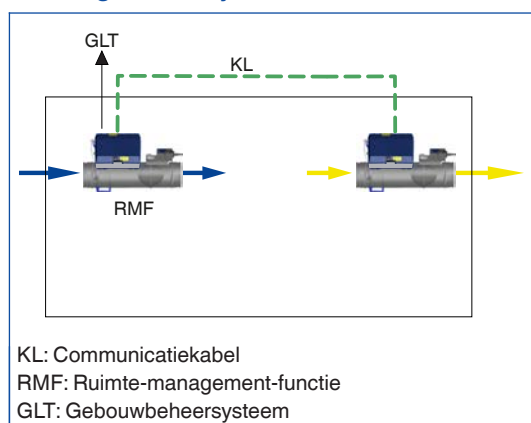 GLT
KL
RMF
KL: Communicatiekabel
RMF: Ruimte-management-functie
GLT: Gebouwbeheersysteem